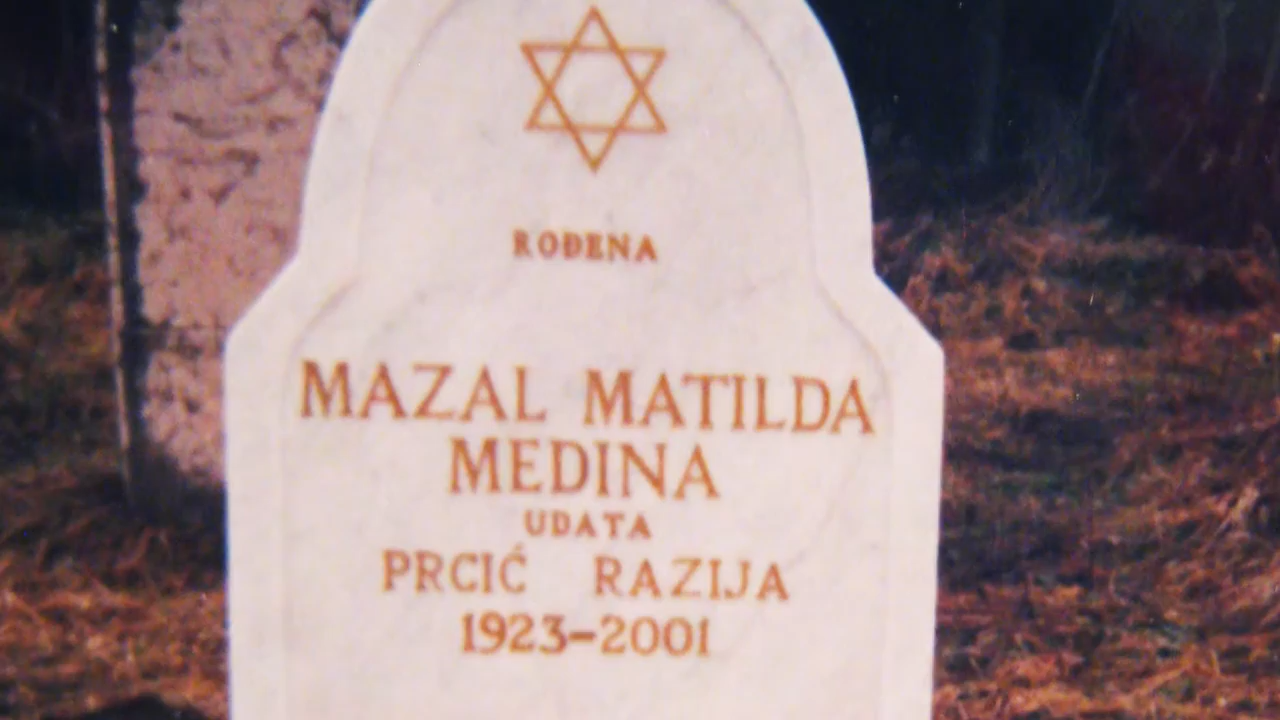 ROĐENA
MAZAL MATILDA
MEDINA
UDATA
PRCIĆ RAZIJA
1923-2001